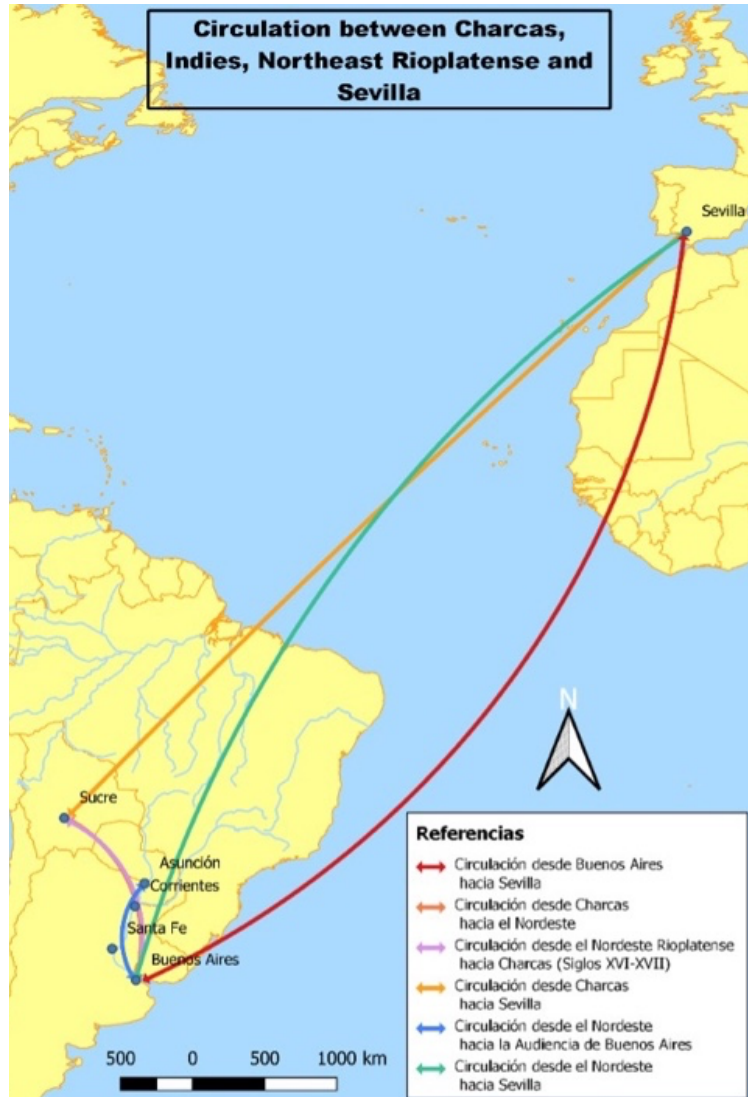 Circulation between Charcas,
Indies, Northeast Rioplatense and
Sevilla
Sevilla
Sucre
Asunción
Corrientes
Santa Fe
Buenos Aires
N
Referencias
Circulación desde Buenos Aires
hacia Sevilla
Circulación desde Charcas
hacia el Nordeste
Circulación desde el Nordeste Rioplatense
hacia Charcas (Siglos XVI-XVII)
Circulación desde Charcas
hacia Sevilla
Circulación desde el Nordeste
hacia la Audiencia de Buenos Aires
Circulación desde el Nordeste
hacia Sevilla
500 0 500 1000 km